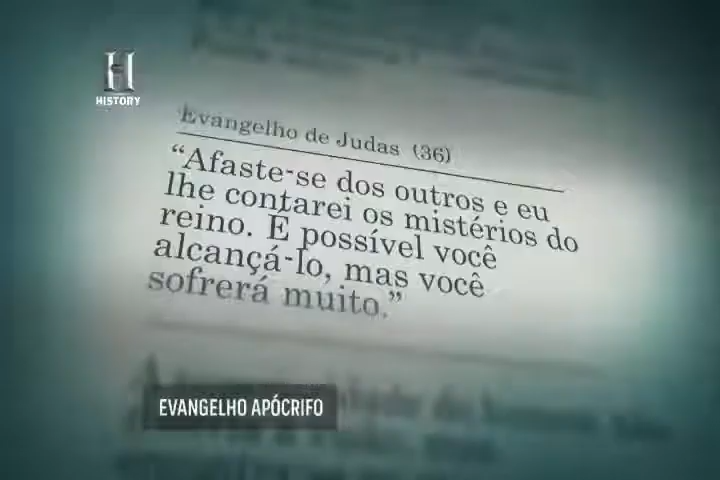 H
HISTORY
Evangelho de Judas (36)
“Afaste-se dos outros e eu
lhe contarei os mistérios do
reino. É possível você
alcançá-lo, mas você
sofrerá muito.”
EVANGELHO APÓCRIFO